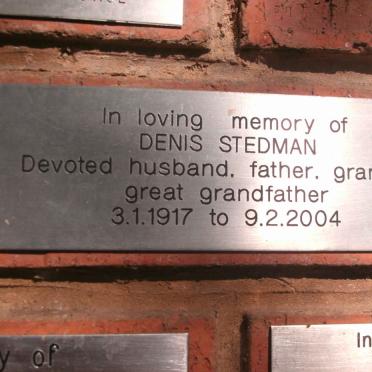 In loving memory of
DENIS STEDMAN
Devoted husband, father, gran
great grandfather
3.1.1917 to 9.2.2004
y of
In